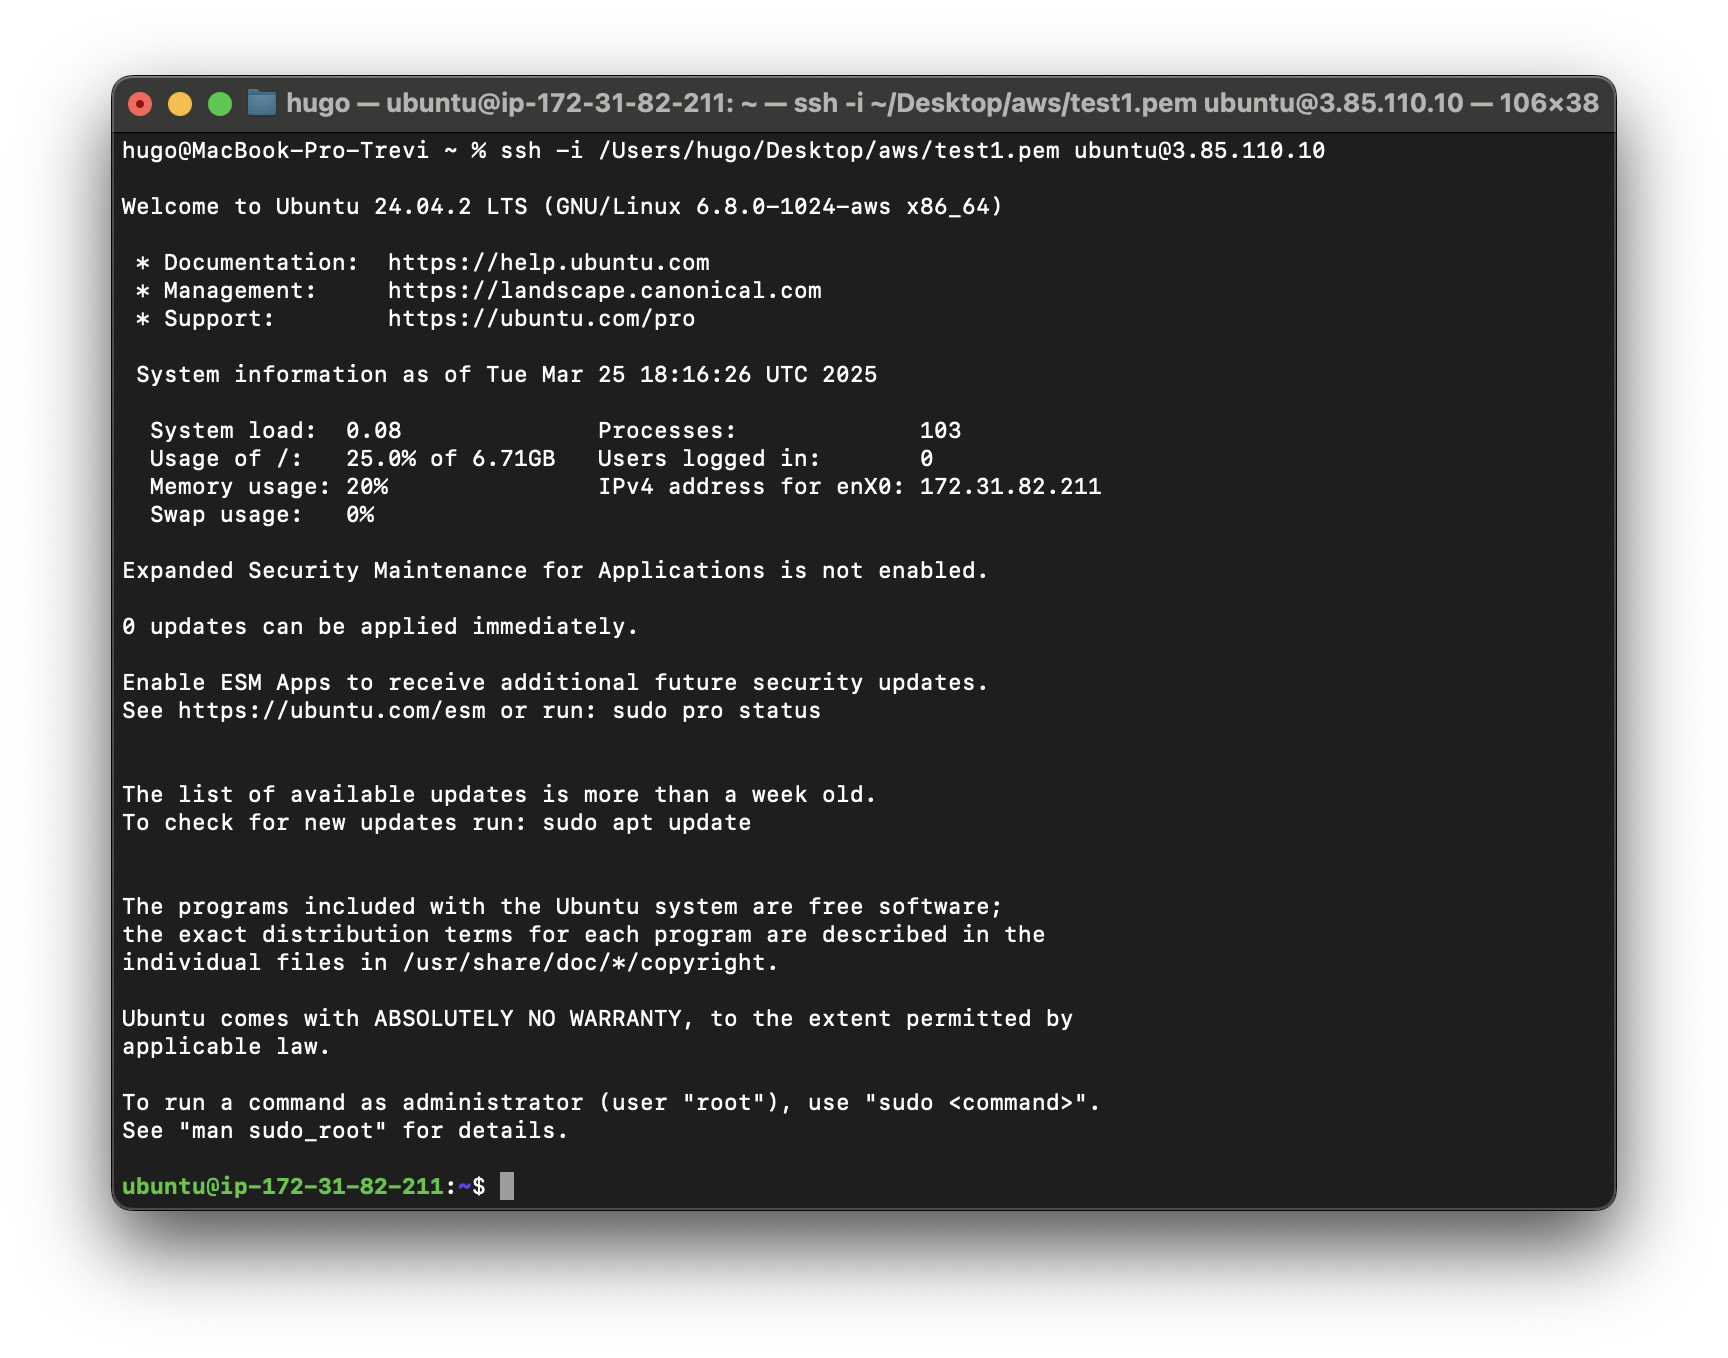 hugo — ubuntu@ip-172-31-82-211: ~ — ssh -i ~/Desktop/aws/test1.pem ubuntu@3.85.110.10 — 106×38
hugo@MacBook-Pro-Trevi ~ % ssh -i /Users/hugo/Desktop/aws/test1.pem ubuntu@3.85.110.10
Welcome to Ubuntu 24.04.2 LTS (GNU/Linux 6.8.0-1024-aws x86_64)
 * Documentation:  https://help.ubuntu.com
 * Management:     https://landscape.canonical.com
 * Support:        https://ubuntu.com/pro
 System information as of Tue Mar 25 18:16:26 UTC 2025
  System load:  0.08              Processes:             103
  Usage of /:   25.0% of 6.71GB   Users logged in:       0
  Memory usage: 20%               IPv4 address for enX0: 172.31.82.211
  Swap usage:   0%
Expanded Security Maintenance for Applications is not enabled.
0 updates can be applied immediately.
Enable ESM Apps to receive additional future security updates.
See https://ubuntu.com/esm or run: sudo pro status
The list of available updates is more than a week old.
To check for new updates run: sudo apt update
The programs included with the Ubuntu system are free software;
the exact distribution terms for each program are described in the
individual files in /usr/share/doc/*/copyright.
Ubuntu comes with ABSOLUTELY NO WARRANTY, to the extent permitted by
applicable law.
To run a command as administrator (user "root"), use "sudo <command>".
See "man sudo_root" for details.
ubuntu@ip-172-31-82-211:~$